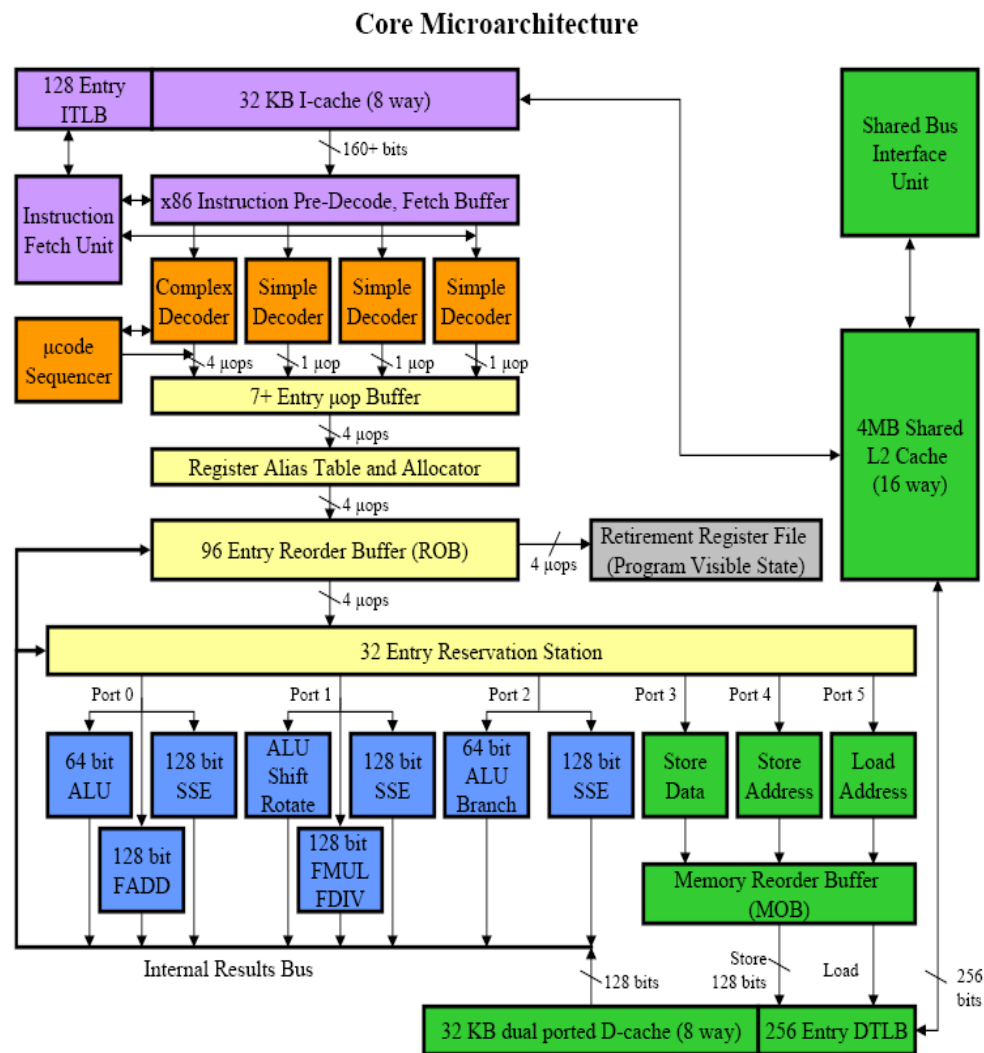 Core Microarchitecture
128 Entry
ITLB
32 KB I-cache (8 way)
160+ bits
Shared Bus
Interface
Unit
Instruction
Fetch Unit
x86 Instruction Pre-Decode, Fetch Buffer
Complex
Decoder
Simple
Decoder
Simple
Decoder
Simple
Decoder
µcode
Sequencer
4 µops
1 µop
1 µop
1 µop
7+ Entry µop Buffer
4 µops
Register Alias Table and Allocator
4 µops
4MB Shared
L2 Cache
(16 way)
96 Entry Reorder Buffer (ROB)
4 µops
Retirement Register File
(Program Visible State)
4 µops
32 Entry Reservation Station
Port 0
Port 1
Port 2
Port 3
Port 4
Port 5
64 bit
ALU
128 bit
SSE
ALU
Shift
Rotate
128 bit
SSE
64 bit
ALU
Branch
128 bit
SSE
Store
Data
Store
Address
Load
Address
128 bit
FADD
128 bit
FMUL
FDIV
Memory Reorder Buffer
(MOB)
Internal Results Bus
128 bits
Store
128 bits
Load
256
bits
32 KB dual ported D-cache (8 way)
256 Entry DTLB